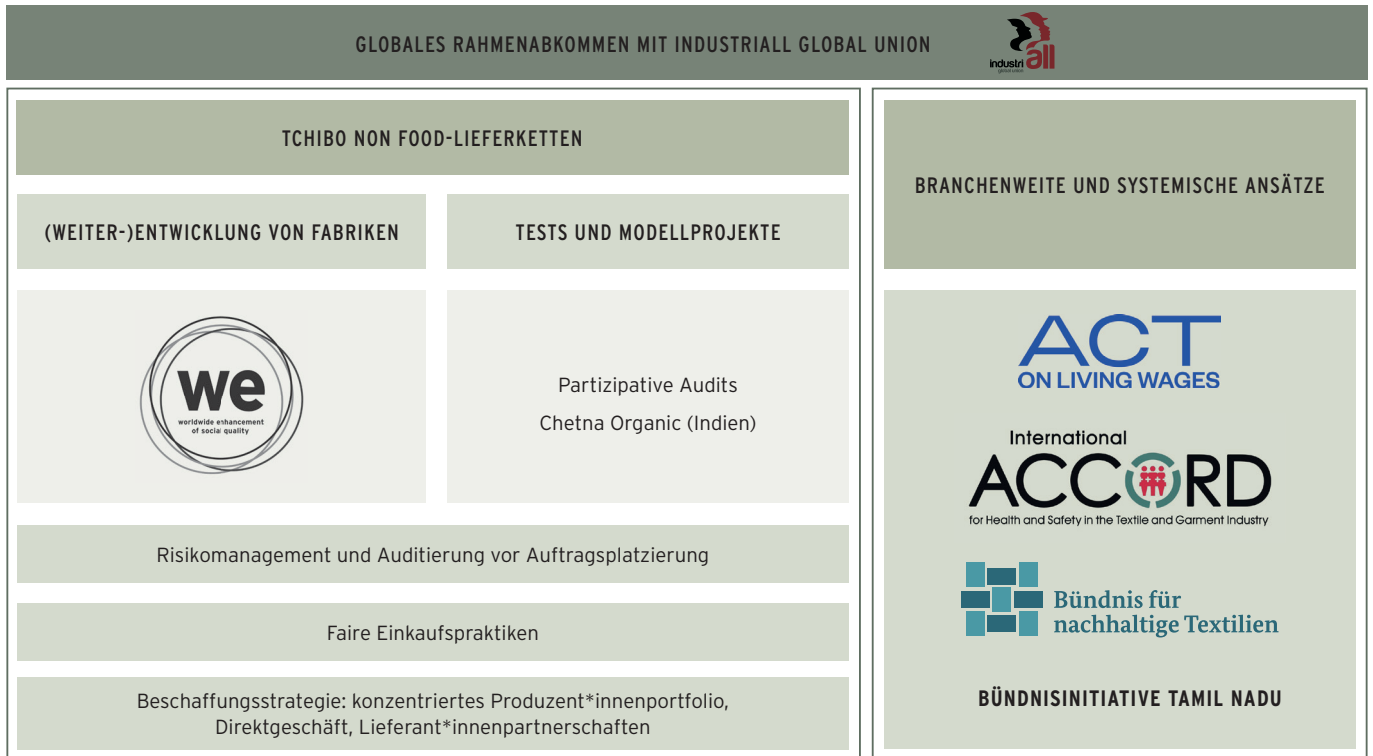 GLOBALES RAHMENABKOMMEN MIT INDUSTRIALL GLOBAL UNION
industri
all
global union
TCHIBO NON FOOD-LIEFERKETTEN
(WEITER-)ENTWICKLUNG VON FABRIKEN
TESTS UND MODELLPROJEKTE
we
worldwide enhancement
of social quality
Partizipative Audits
Chetna Organic (Indien)
Risikomanagement und Auditierung vor Auftragsplatzierung
Faire Einkaufspraktiken
Beschaffungsstrategie: konzentriertes Produzent*innenportfolio,
Direktgeschäft, Lieferant*innenpartnerschaften
BRANCHENWEITE UND SYSTEMISCHE ANSÄTZE
ACT
ON LIVING WAGES
International
ACCORD
for Health and Safety in the Textile and Garment Industry
Bündnis für
nachhaltige Textilien
BÜNDNISINITIATIVE TAMIL NADU